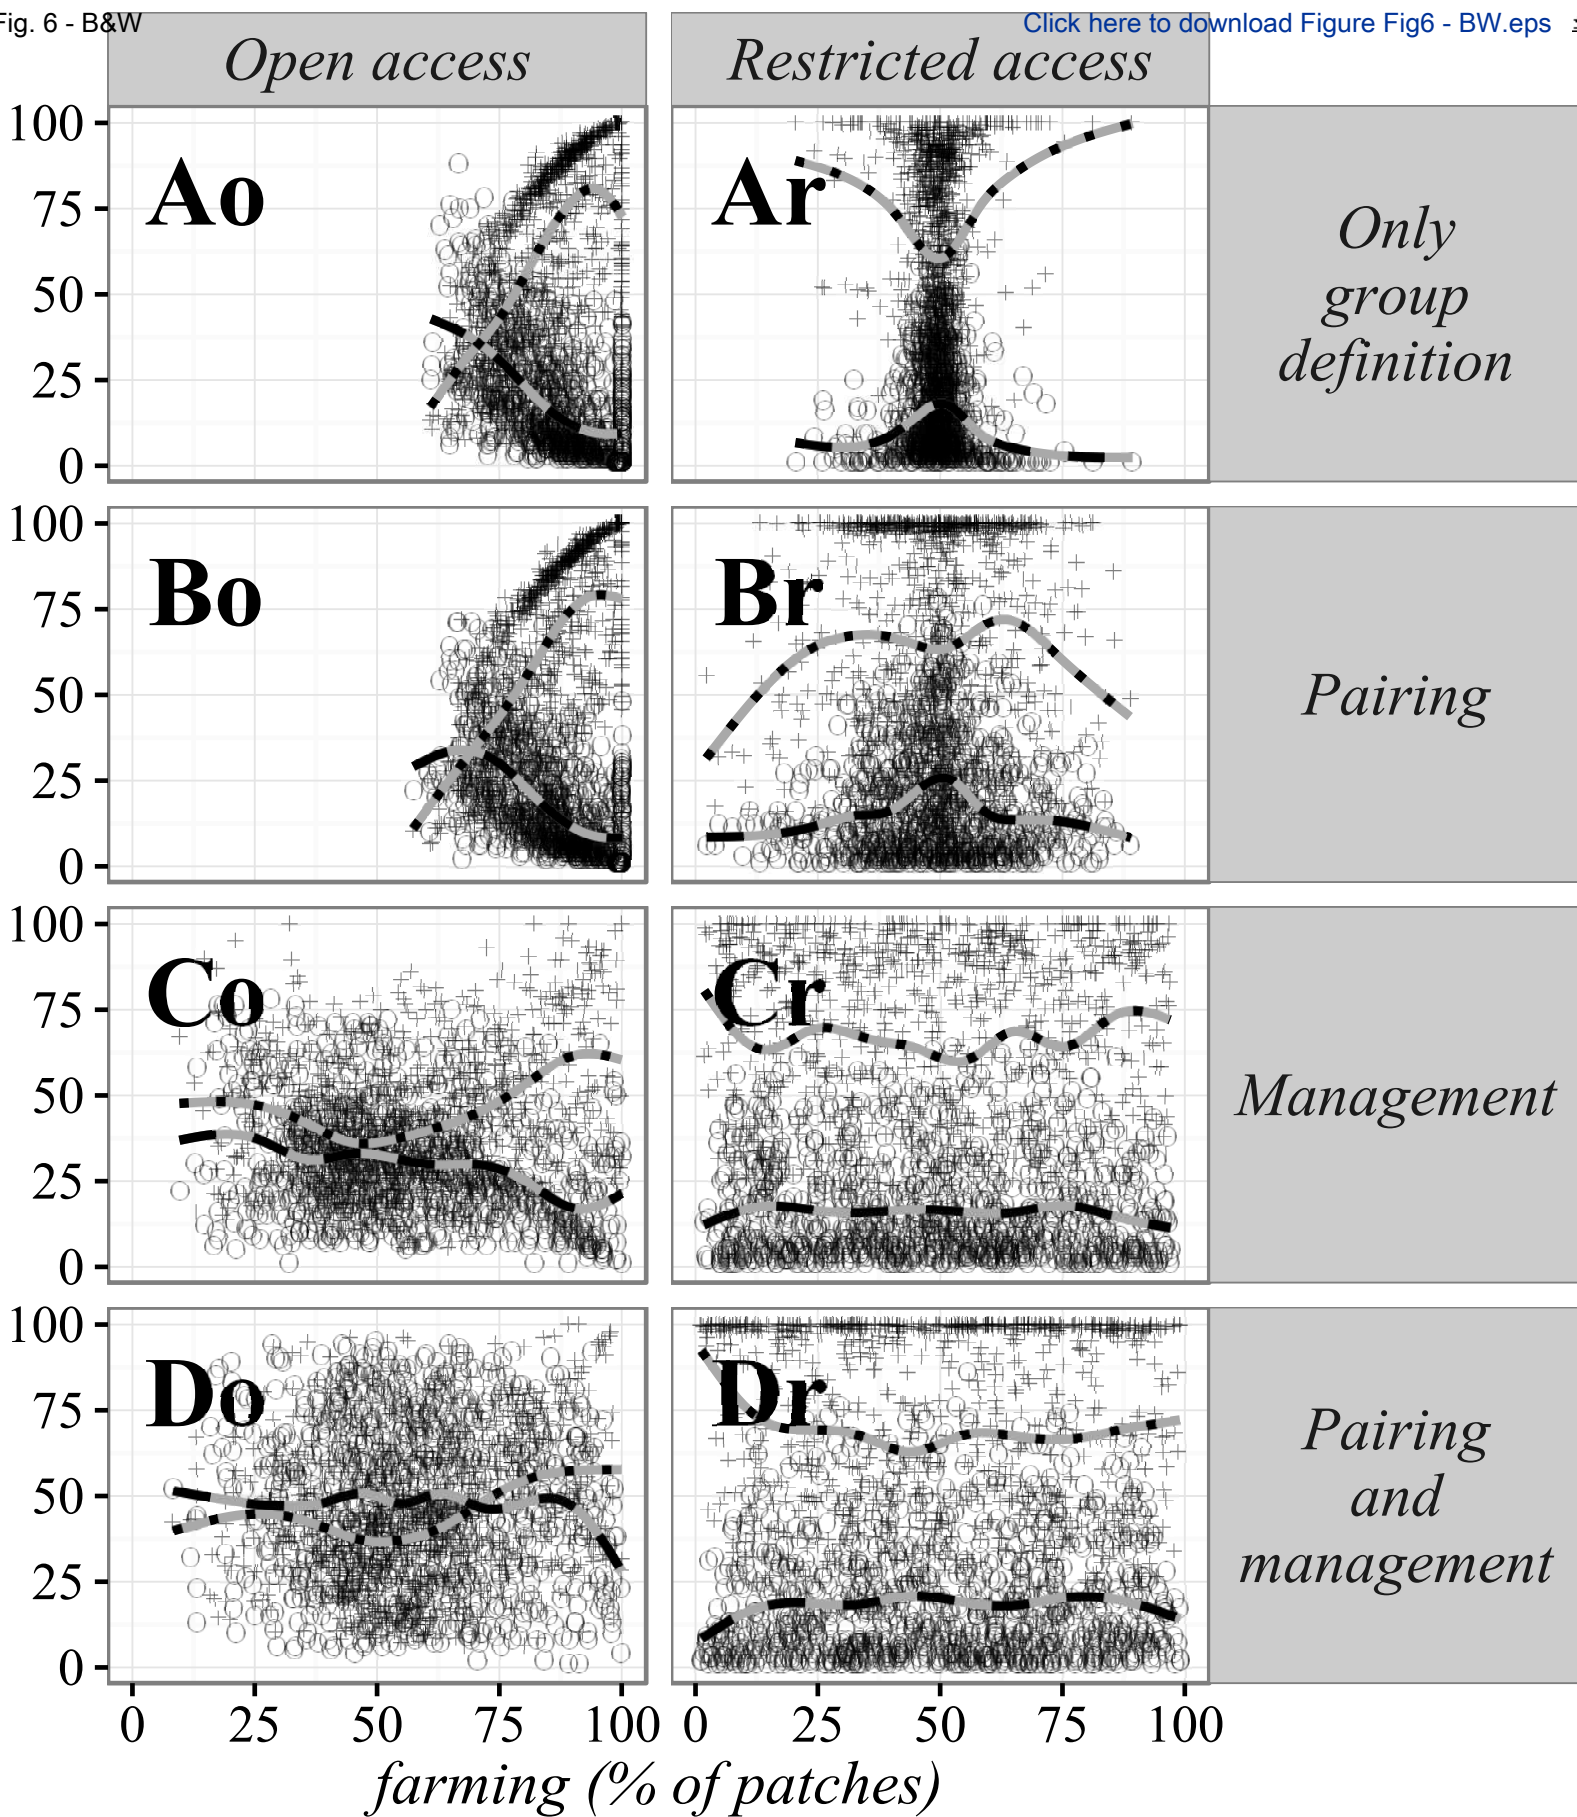 Fig. 6 - B&W
Click here to download Figure Fig6 - BW.eps
Open access
Restricted access
100
75
50
25
0
Ao
Ar
Only
group
definition
100
75
50
25
0
Bo
Br
Pairing
100
75
50
25
0
Co
Cr
Management
100
75
50
25
0
Do
Dr
Pairing
and
management
0 25 50 75 100
0 25 50 75 100
farming (% of patches)